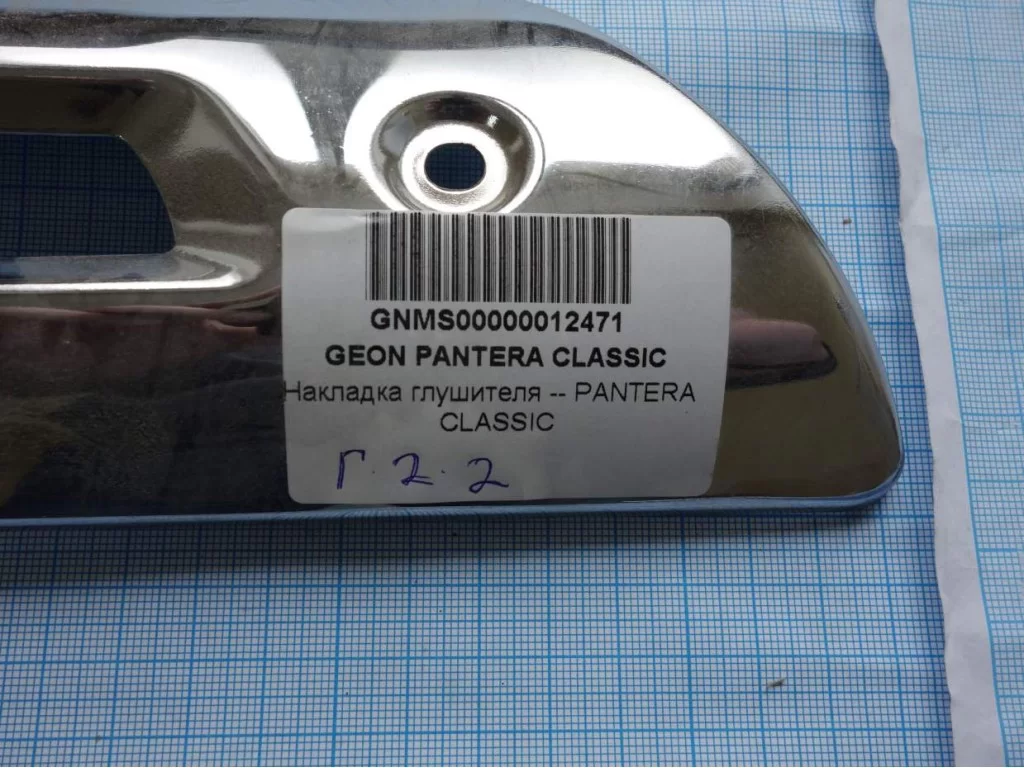 GNMS00000012471
GEON PANTERA CLASSIC
Накладка глушителя -- PANTERA
CLASSIC
Г.2.2